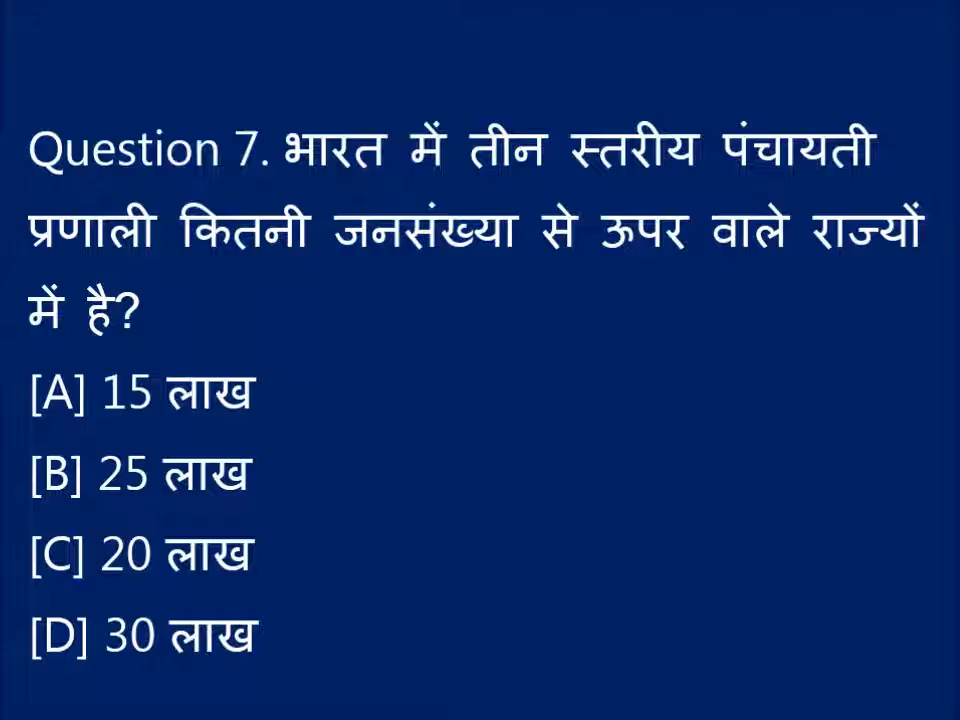 Question 7. भारत में तीन स्तरीय पंचायती
प्रणाली कितनी जनसंख्या से ऊपर वाले राज्यों
में है?
[A] 15 लाख
[B] 25 लाख
[C] 20 लाख
[D] 30 लाख